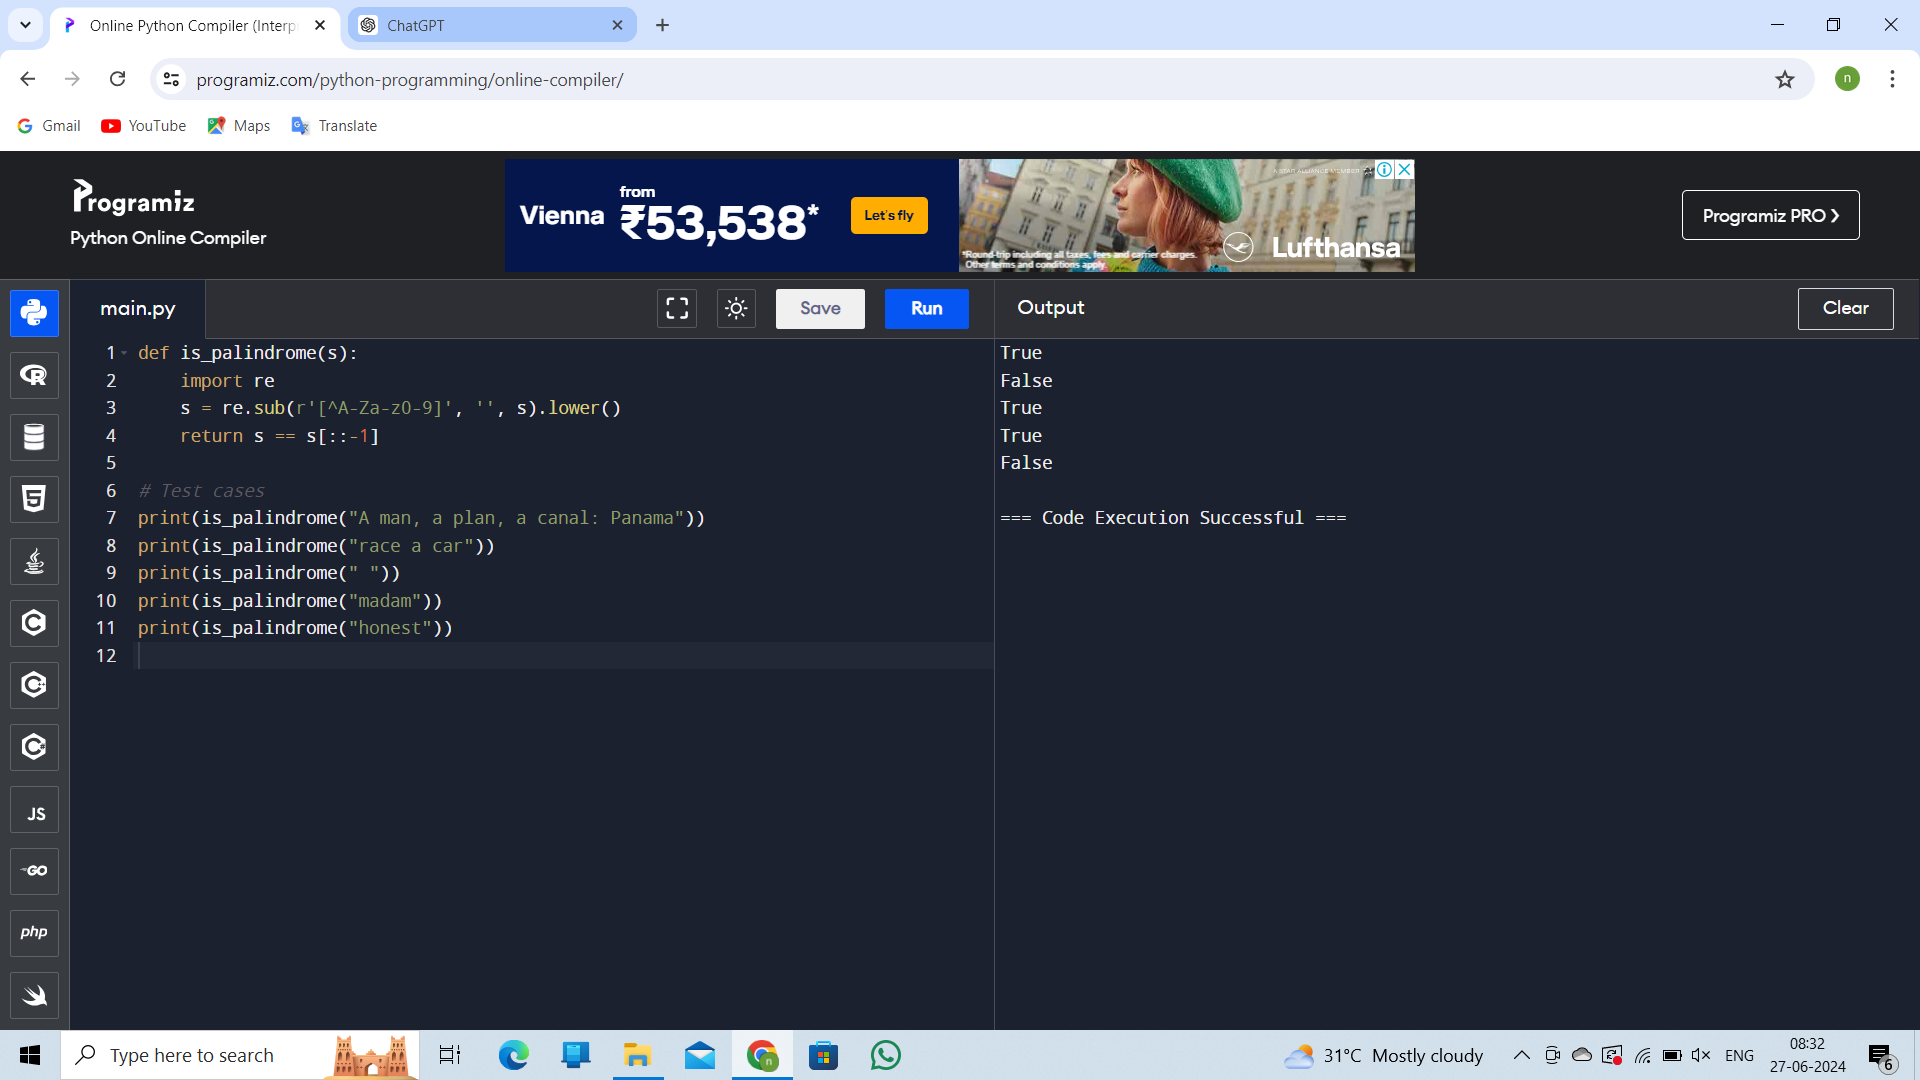 Online Python Compiler (Interp
ChatGPT
programiz.com/python-programming/online-compiler/
Gmail
YouTube
Maps
Translate
Programiz
Python Online Compiler
Vienna
from
₹53,538*
Let's fly
A STAR ALLIANCE MEMBER
*Round-trip including all taxes, fees and carrier charges.
Other terms and conditions apply.
Lufthansa
Programiz PRO ❯
main.py
Save
Run
Output
Clear
1 def is_palindrome(s):
2     import re
3     s = re.sub(r'[^A-Za-z0-9]', '', s).lower()
4     return s == s[::-1]
5
6 # Test cases
7 print(is_palindrome("A man, a plan, a canal: Panama"))
8 print(is_palindrome("race a car"))
9 print(is_palindrome(" "))
10 print(is_palindrome("madam"))
11 print(is_palindrome("honest"))
12
True
False
True
True
False
=== Code Execution Successful ===
JS
GO
php
Type here to search
31°C Mostly cloudy
ENG
08:32
27-06-2024
6
n